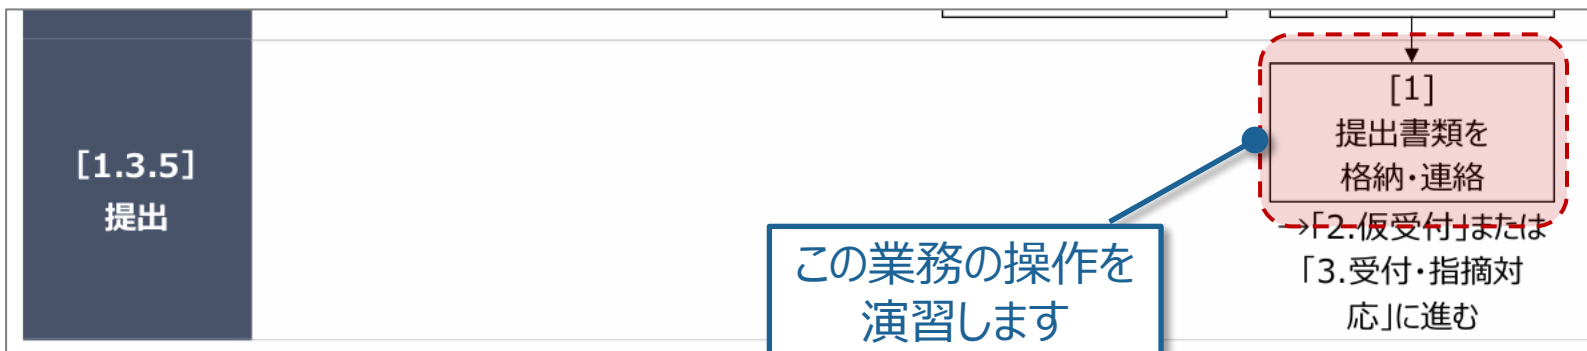 [1.3.5]
提出
[1]
提出書類を
格納・連絡
→「2.仮受付」または
「3.受付・指摘対
応」に進む
この業務の操作を
演習します